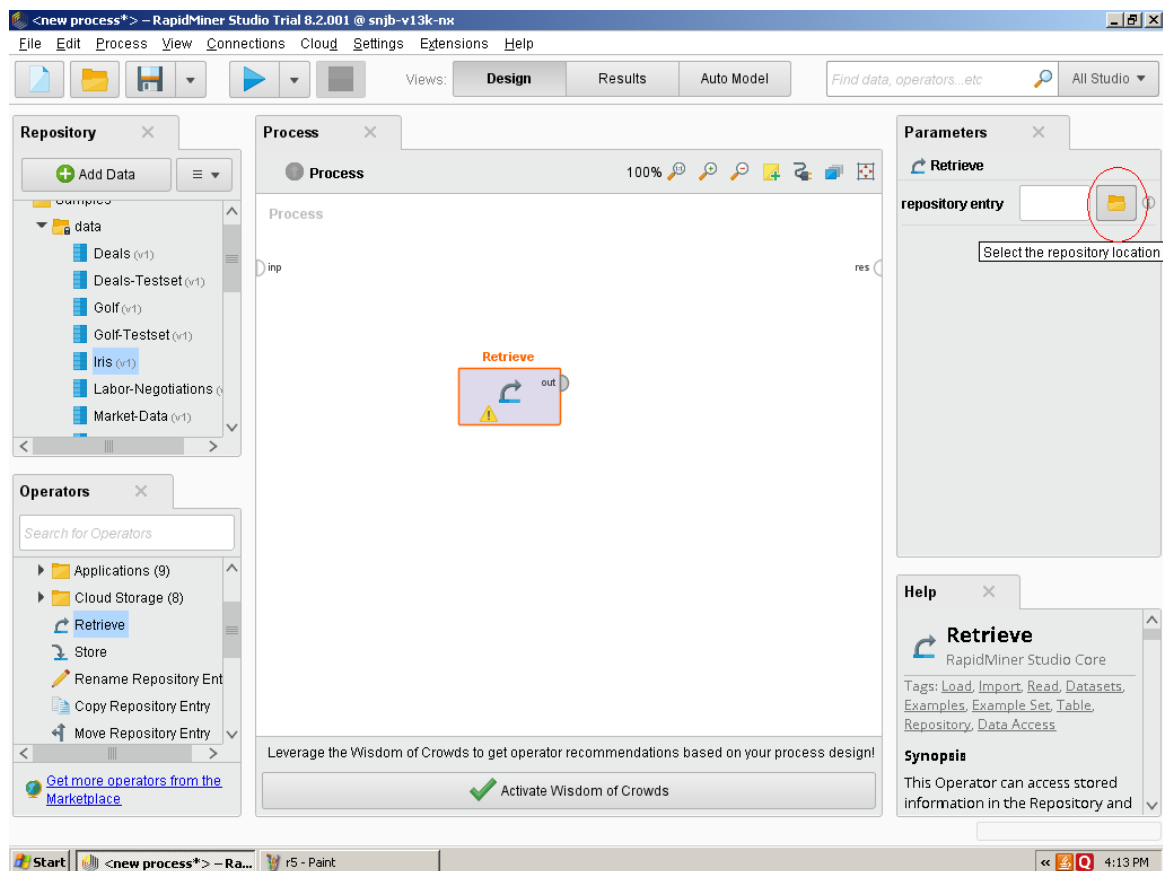 <new process*> – RapidMiner Studio Trial 8.2.001 @ snjb-v13k-nx
File Edit Process View Connections Cloud Settings Extensions Help
Views: Design Results Auto Model Find data, operators...etc All Studio
Repository
Add Data
Samples
data
Deals (v1)
Deals-Testset (v1)
Golf (v1)
Golf-Testset (v1)
Iris (v1)
Labor-Negotiations (
Market-Data (v1)
Operators
Search for Operators
Applications (9)
Cloud Storage (8)
Retrieve
Store
Rename Repository Ent
Copy Repository Entry
Move Repository Entry
Get more operators from the
Marketplace
Process
Process
100%
Process
inp
res
Retrieve
out
Leverage the Wisdom of Crowds to get operator recommendations based on your process design!
Activate Wisdom of Crowds
Parameters
Retrieve
repository entry
Select the repository location
Help
Retrieve
RapidMiner Studio Core
Tags: Load, Import, Read, Datasets,
Examples, Example Set, Table,
Repository, Data Access
Synopsis
This Operator can access stored
information in the Repository and
Start <new process*> – Ra... r5 - Paint « Q 4:13 PM